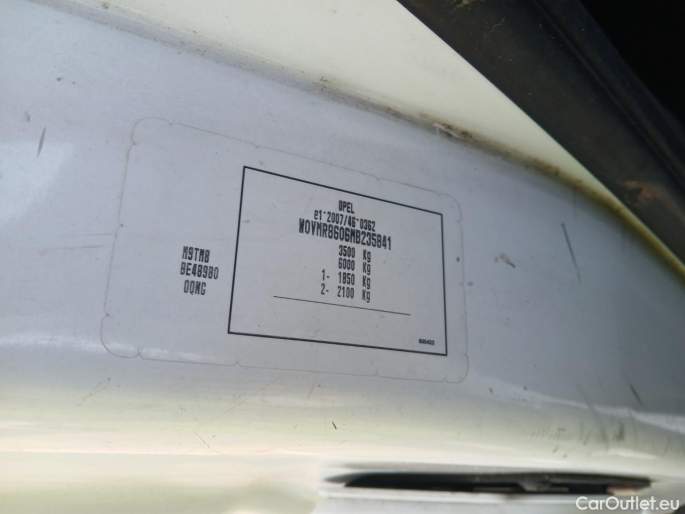 OPEL
e1*2007/46*0362
W0VMR8606MB235841
3500 Kg
6000 Kg
1- 1850 Kg
2- 2100 Kg
M9TM8
BE48980
0QNG
CarOutlet.eu